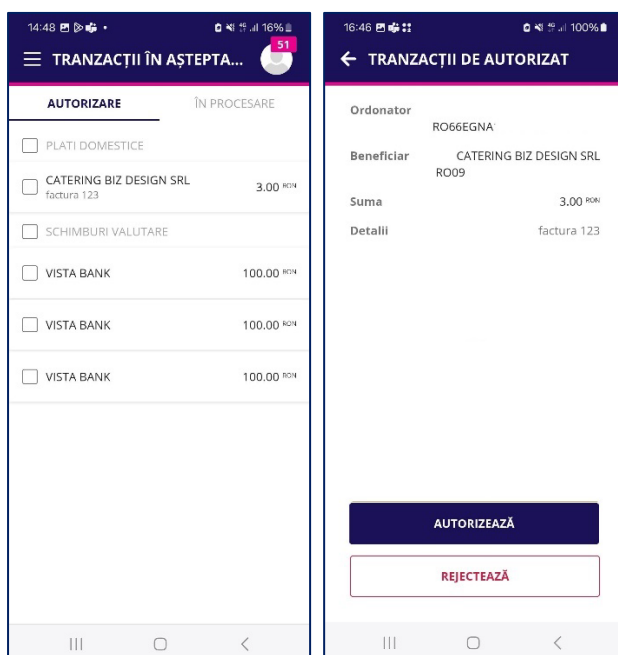 14:48
16%
TRANZACȚII ÎN AȘTEPTA...
51
AUTORIZARE
ÎN PROCESARE
PLATI DOMESTICE
CATERING BIZ DESIGN SRL
3.00 RON
factura 123
SCHIMBURI VALUTARE
VISTA BANK
100.00 RON
VISTA BANK
100.00 RON
VISTA BANK
100.00 RON
16:46
100%
TRANZACȚII DE AUTORIZAT
Ordonator
RO66EGNA
Beneficiar
CATERING BIZ DESIGN SRL
RO09
Suma
3.00 RON
Detalii
factura 123
AUTORIZEAZĂ
REJECTEAZĂ